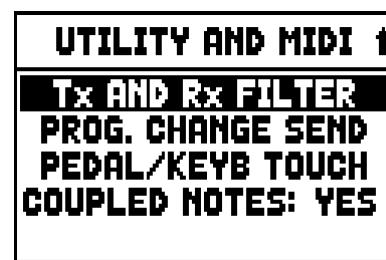 UTILITY AND MIDI
Tx AND Rx FILTER
PROG. CHANGE SEND
PEDAL/KEYB TOUCH
COUPLED NOTES: YES